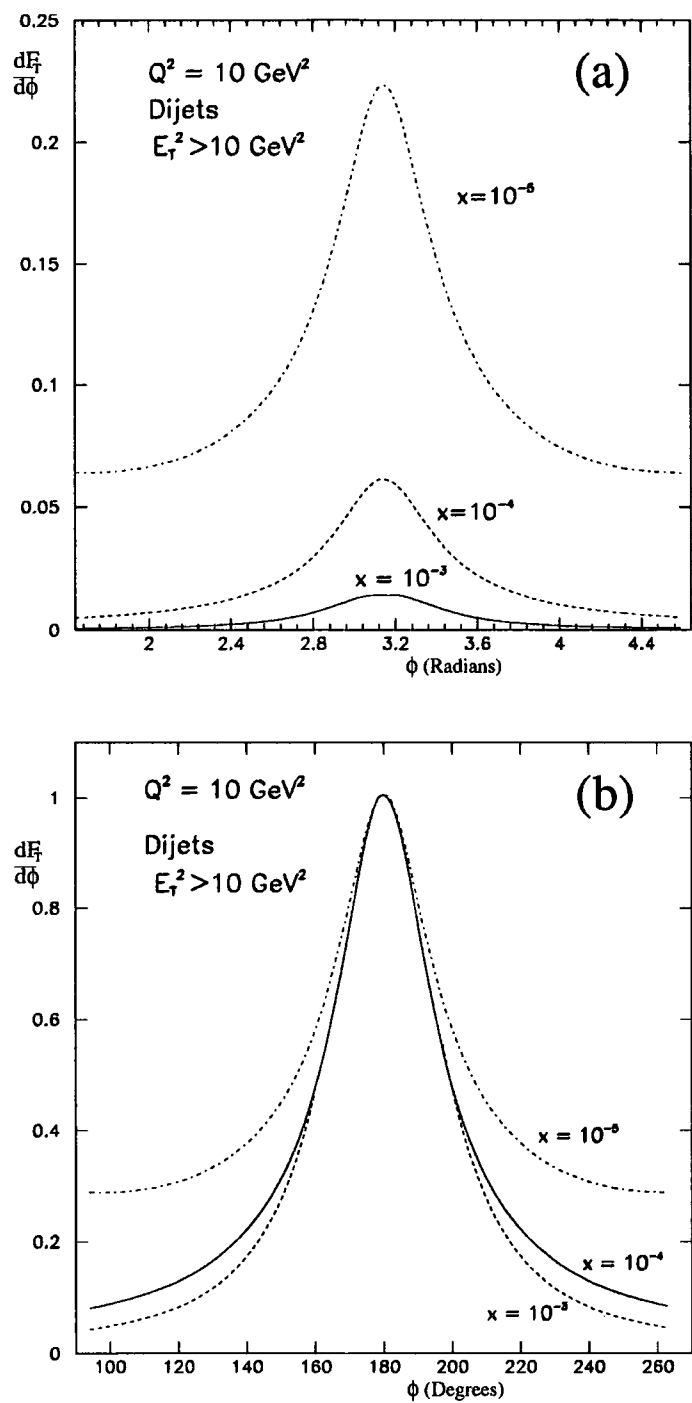 0.25
dF_T
dφ
Q² = 10 GeV²
(a)
Dijets
E_T² >10 GeV²
0.2
x=10⁻⁵
0.15
0.1
0.05
x=10⁻⁴
x = 10⁻³
0
2 2.4 2.8 3.2 3.6 4 4.4
φ (Radians)
Q² = 10 GeV²
(b)
1
dF_T
dφ
Dijets
E_T² >10 GeV²
0.8
0.6
0.4
x = 10⁻⁵
0.2
x = 10⁻⁴
x = 10⁻³
0
100 120 140 160 180 200 220 240 260
φ (Degrees)